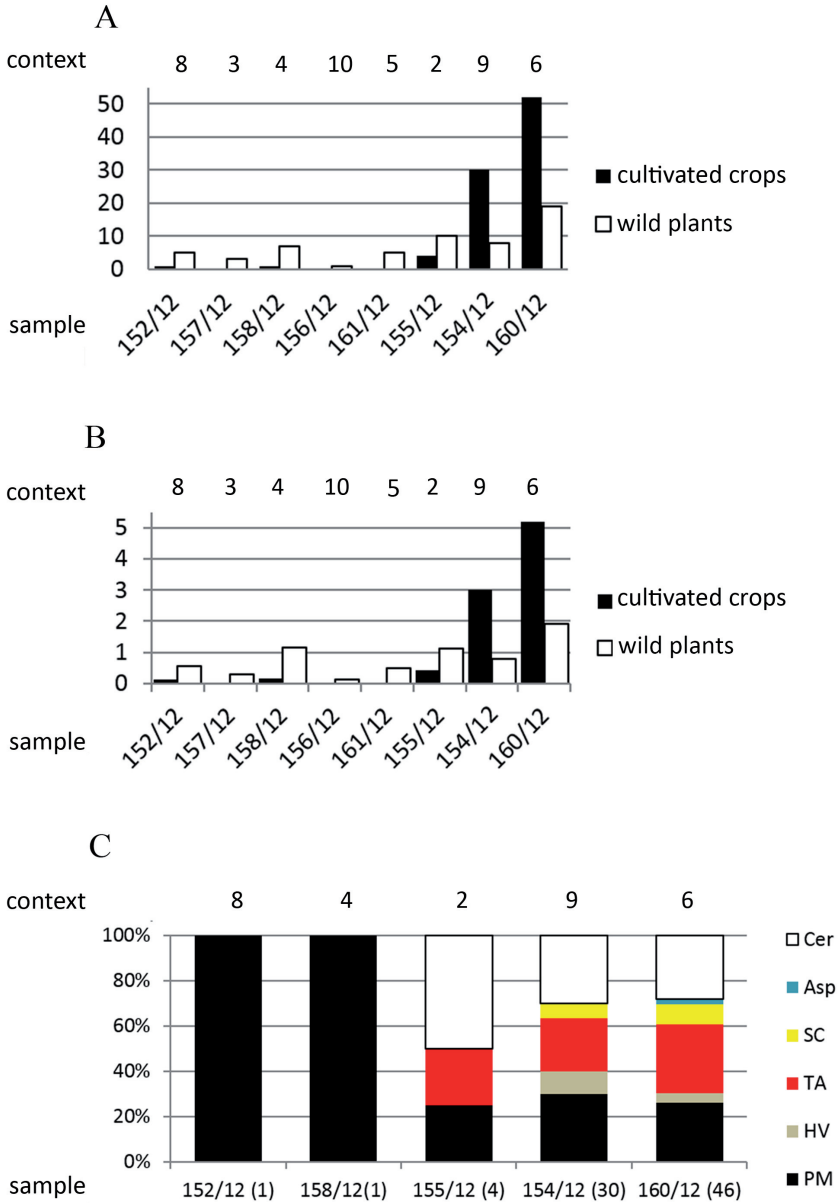 A
context 8 3 4 10 5 2 9 6
50
40
30
20
10
0
cultivated crops
wild plants
sample 152/12 157/12 158/12 156/12 161/12 155/12 154/12 160/12
B
context 8 3 4 10 5 2 9 6
5
4
3
2
1
0
cultivated crops
wild plants
sample 152/12 157/12 158/12 156/12 161/12 155/12 154/12 160/12
C
context 8 4 2 9 6
100%
80%
60%
40%
20%
0%
Cer
Asp
SC
TA
HV
PM
sample 152/12 (1) 158/12(1) 155/12 (4) 154/12 (30) 160/12 (46)